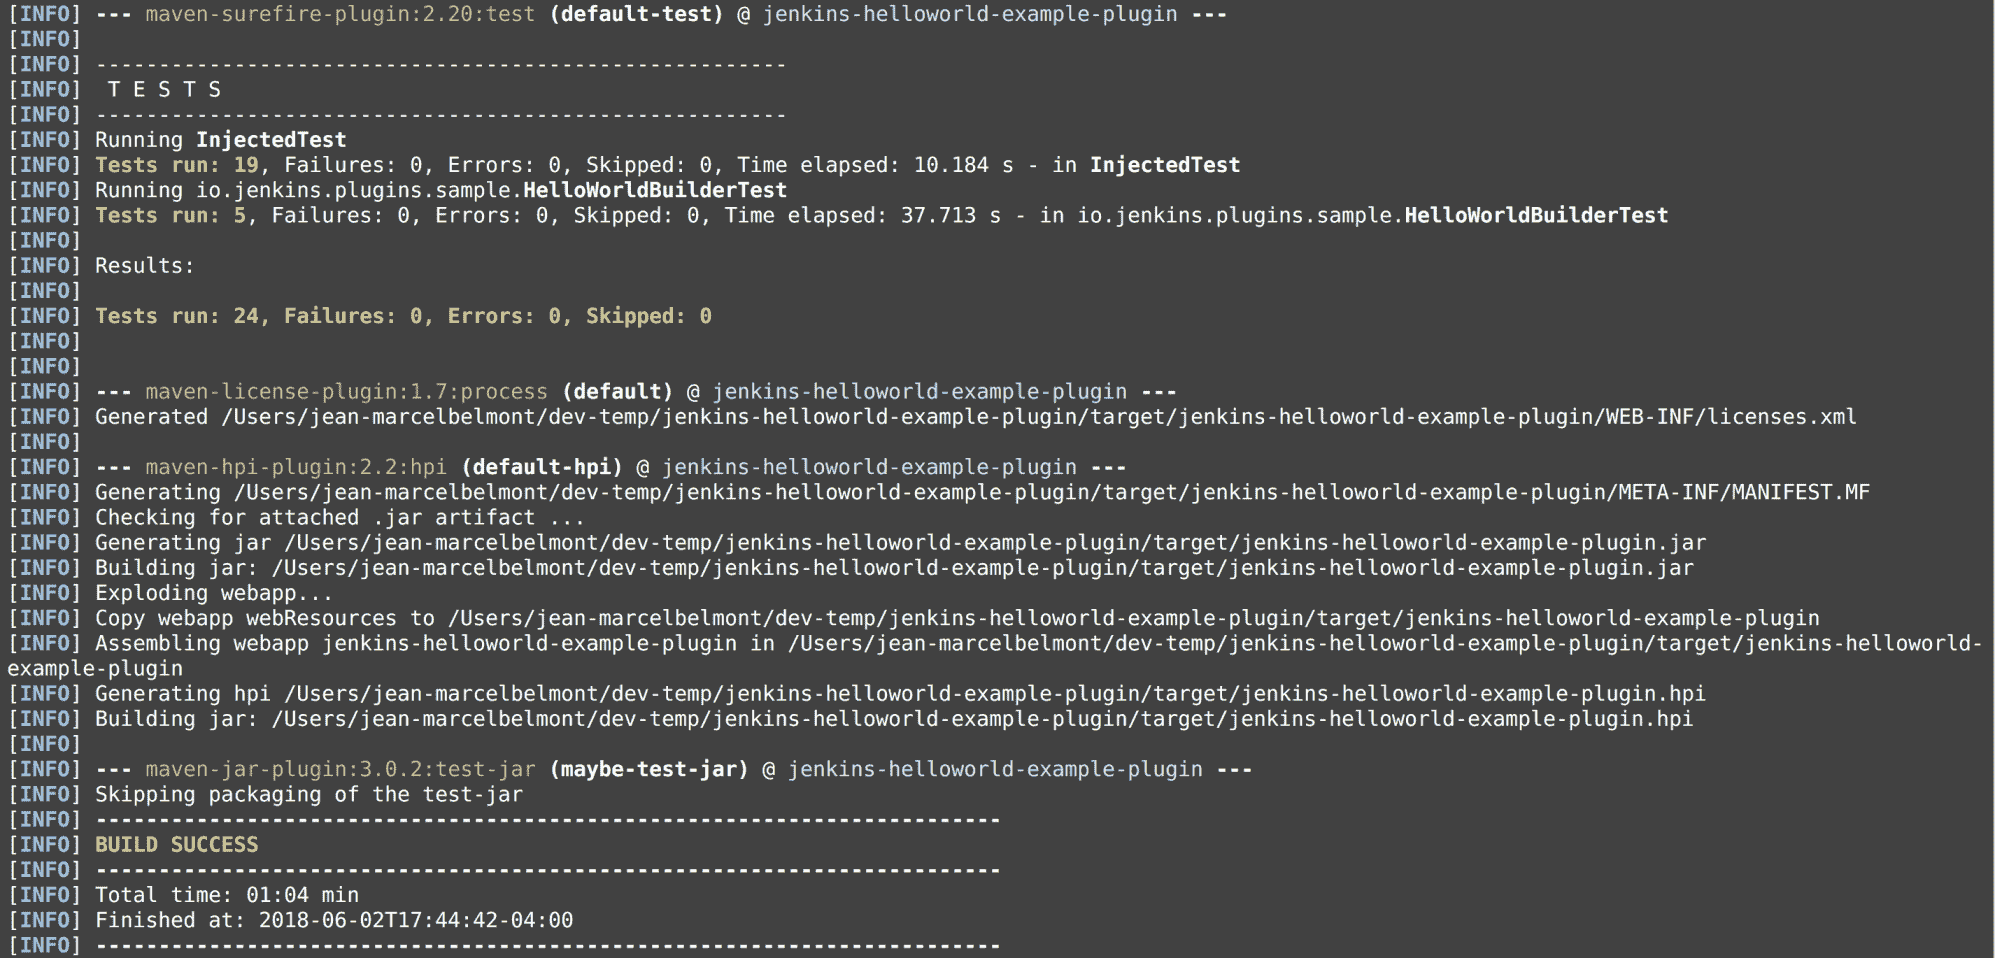 [INFO] --- maven-surefire-plugin:2.20:test (default-test) @ jenkins-helloworld-example-plugin ---
[INFO]
[INFO] -------------------------------------------------------
[INFO]  T E S T S
[INFO] -------------------------------------------------------
[INFO] Running InjectedTest
[INFO] Tests run: 19, Failures: 0, Errors: 0, Skipped: 0, Time elapsed: 10.184 s - in InjectedTest
[INFO] Running io.jenkins.plugins.sample.HelloWorldBuilderTest
[INFO] Tests run: 5, Failures: 0, Errors: 0, Skipped: 0, Time elapsed: 37.713 s - in io.jenkins.plugins.sample.HelloWorldBuilderTest
[INFO]
[INFO] Results:
[INFO]
[INFO] Tests run: 24, Failures: 0, Errors: 0, Skipped: 0
[INFO]
[INFO]
[INFO] --- maven-license-plugin:1.7:process (default) @ jenkins-helloworld-example-plugin ---
[INFO] Generated /Users/jean-marcelbelmont/dev-temp/jenkins-helloworld-example-plugin/target/jenkins-helloworld-example-plugin/WEB-INF/licenses.xml
[INFO]
[INFO] --- maven-hpi-plugin:2.2:hpi (default-hpi) @ jenkins-helloworld-example-plugin ---
[INFO] Generating /Users/jean-marcelbelmont/dev-temp/jenkins-helloworld-example-plugin/target/jenkins-helloworld-example-plugin/META-INF/MANIFEST.MF
[INFO] Checking for attached .jar artifact ...
[INFO] Generating jar /Users/jean-marcelbelmont/dev-temp/jenkins-helloworld-example-plugin/target/jenkins-helloworld-example-plugin.jar
[INFO] Building jar: /Users/jean-marcelbelmont/dev-temp/jenkins-helloworld-example-plugin/target/jenkins-helloworld-example-plugin.jar
[INFO] Exploding webapp...
[INFO] Copy webapp webResources to /Users/jean-marcelbelmont/dev-temp/jenkins-helloworld-example-plugin/target/jenkins-helloworld-example-plugin
[INFO] Assembling webapp jenkins-helloworld-example-plugin in /Users/jean-marcelbelmont/dev-temp/jenkins-helloworld-example-plugin/target/jenkins-helloworld-
example-plugin
[INFO] Generating hpi /Users/jean-marcelbelmont/dev-temp/jenkins-helloworld-example-plugin/target/jenkins-helloworld-example-plugin.hpi
[INFO] Building jar: /Users/jean-marcelbelmont/dev-temp/jenkins-helloworld-example-plugin/target/jenkins-helloworld-example-plugin.hpi
[INFO]
[INFO] --- maven-jar-plugin:3.0.2:test-jar (maybe-test-jar) @ jenkins-helloworld-example-plugin ---
[INFO] Skipping packaging of the test-jar
[INFO] ------------------------------------------------------------------------
[INFO] BUILD SUCCESS
[INFO] ------------------------------------------------------------------------
[INFO] Total time: 01:04 min
[INFO] Finished at: 2018-06-02T17:44:42-04:00
[INFO] ------------------------------------------------------------------------